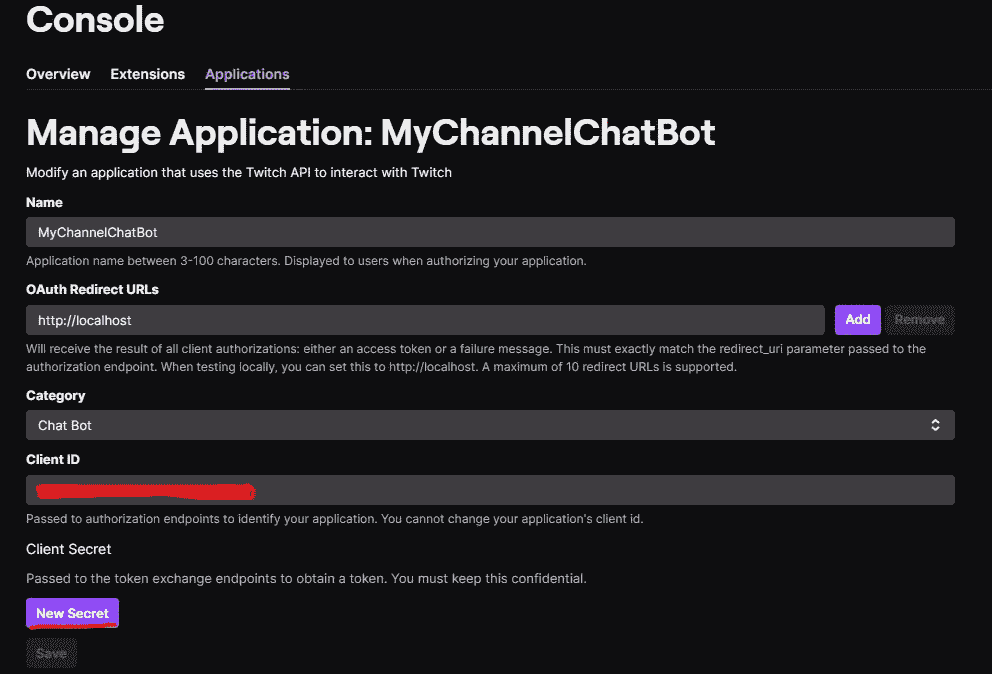 Console
Overview Extensions Applications
Manage Application: MyChannelChatBot
Modify an application that uses the Twitch API to interact with Twitch
Name
MyChannelChatBot
Application name between 3-100 characters. Displayed to users when authorizing your application.
OAuth Redirect URLs
http://localhost Add Remove
Will receive the result of all client authorizations: either an access token or a failure message. This must exactly match the redirect_uri parameter passed to the
authorization endpoint. When testing locally, you can set this to http://localhost. A maximum of 10 redirect URLs is supported.
Category
Chat Bot
Client ID
Passed to authorization endpoints to identify your application. You cannot change your application's client id.
Client Secret
Passed to the token exchange endpoints to obtain a token. You must keep this confidential.
New Secret
Save